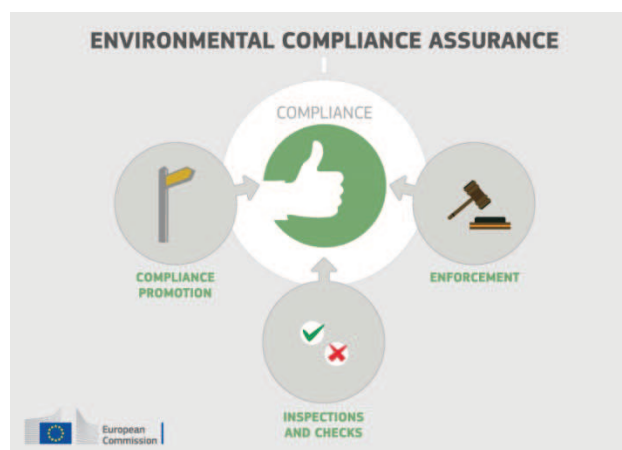 ENVIRONMENTAL COMPLIANCE ASSURANCE
COMPLIANCE
COMPLIANCE
PROMOTION
ENFORCEMENT
INSPECTIONS
AND CHECKS
European
Commission